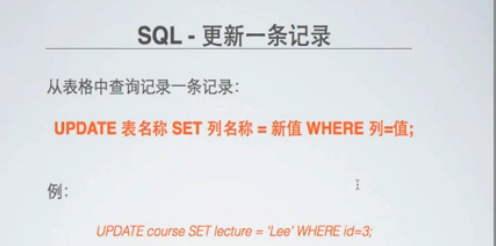 SQL - 更新一条记录
从表格中查询记录一条记录：
UPDATE 表名称 SET 列名称 = 新值 WHERE 列=值;
例：
UPDATE course SET lecture = 'Lee' WHERE id=3;